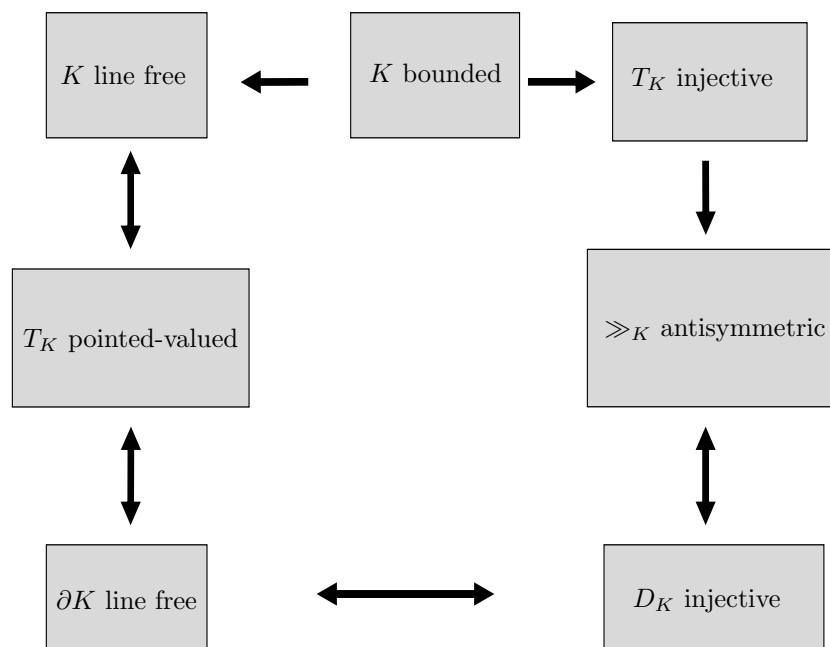 K line free
K bounded
T_K injective
T_K pointed-valued
≫_K antisymmetric
∂K line free
D_K injective